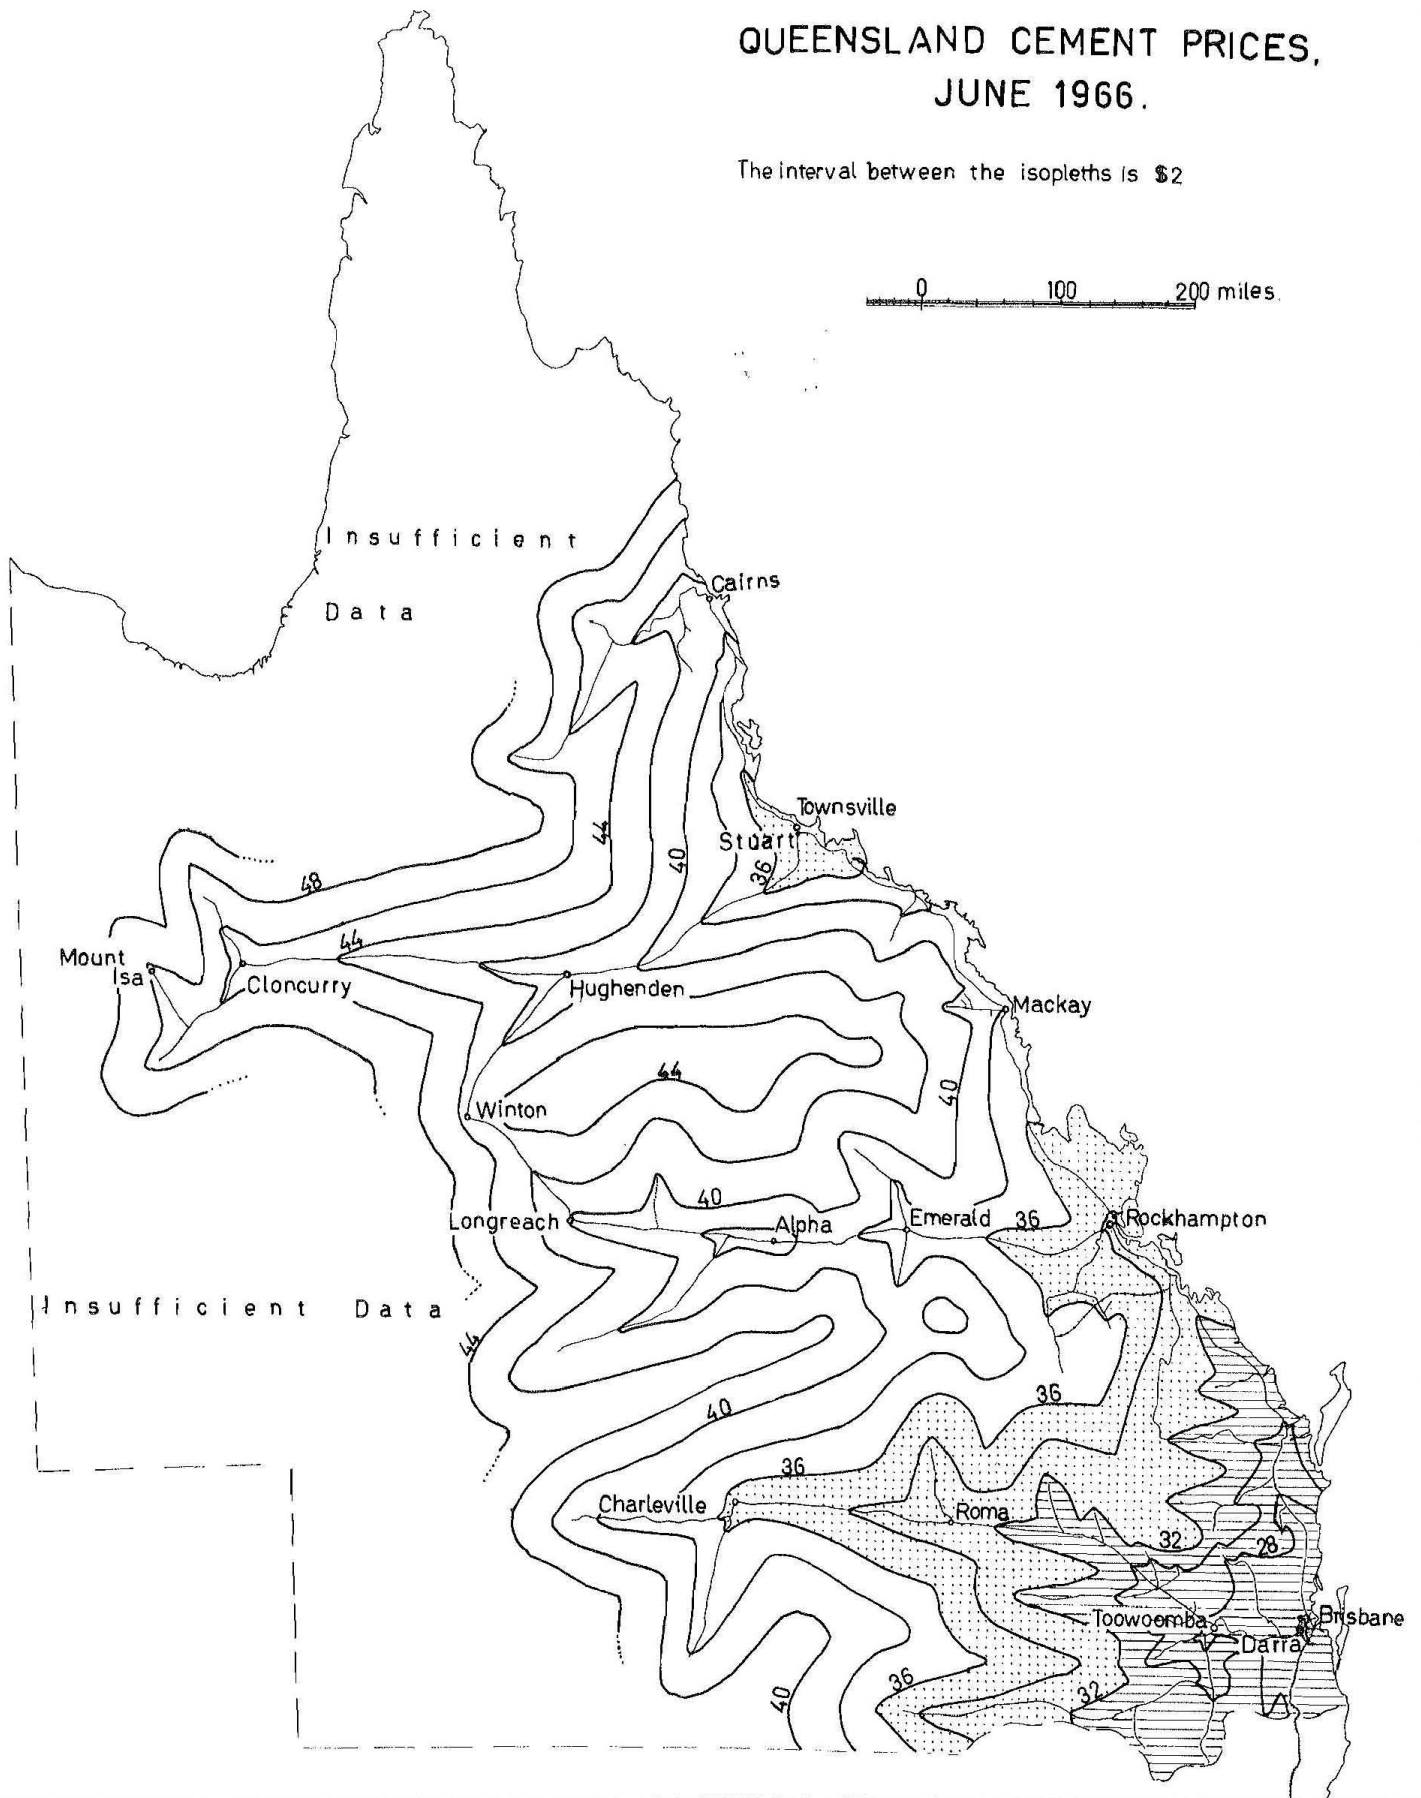 QUEENSLAND CEMENT PRICES,
JUNE 1966.
The interval between the isopleths is $2
0 100 200 miles.
Insufficient
Data
Cairns
Townsville
Stuart
44
40
36
48
44
Mount
Isa
Cloncurry
Hughenden
Mackay
44
40
Winton
40
Longreach
Alpha
Emerald
36
Rockhampton
Insufficient Data
44
36
40
36
Charleville
Roma
32
28
Toowoomba
Brisbane
Darra
36
32
40